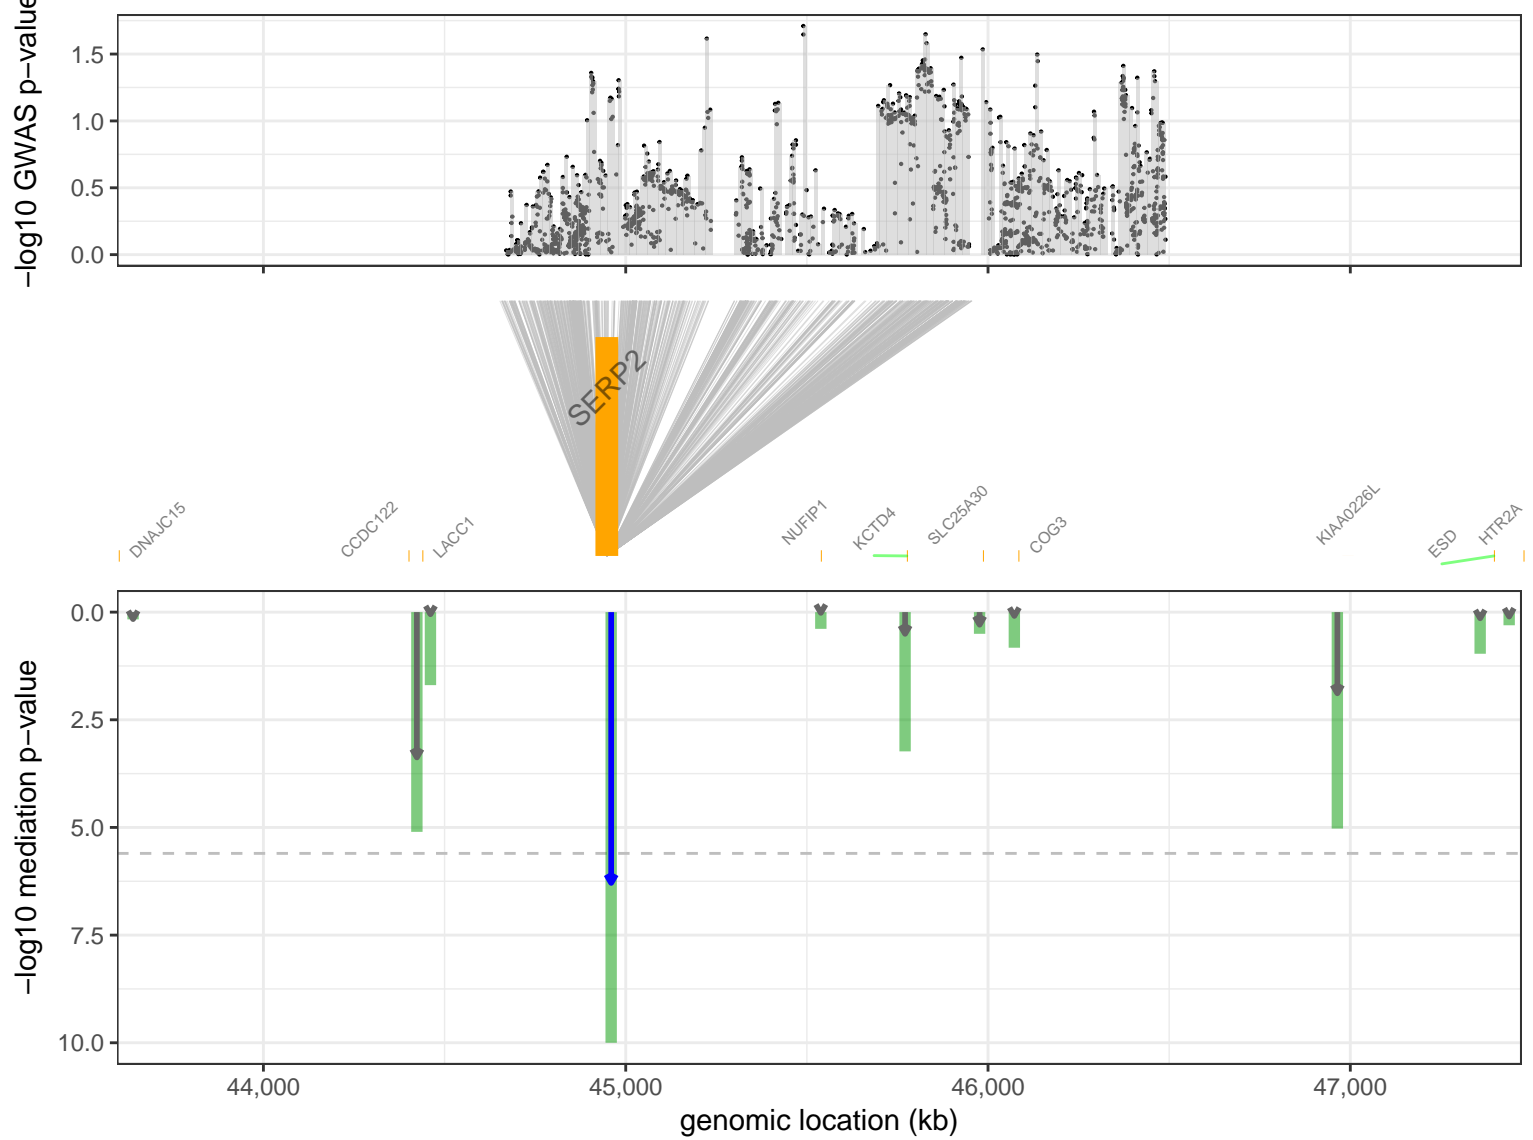 −log10 GWAS p−value
1.5
1.0
0.5
0.0
SERP2
DNAJC15
CCDC122
LACC1
NUFIP1
KCTD4
SLC25A30
COG3
KIAA0226L
ESD
HTR2A
−log10 mediation p−value
0.0
2.5
5.0
7.5
10.0
44,000
45,000
46,000
47,000
genomic location (kb)